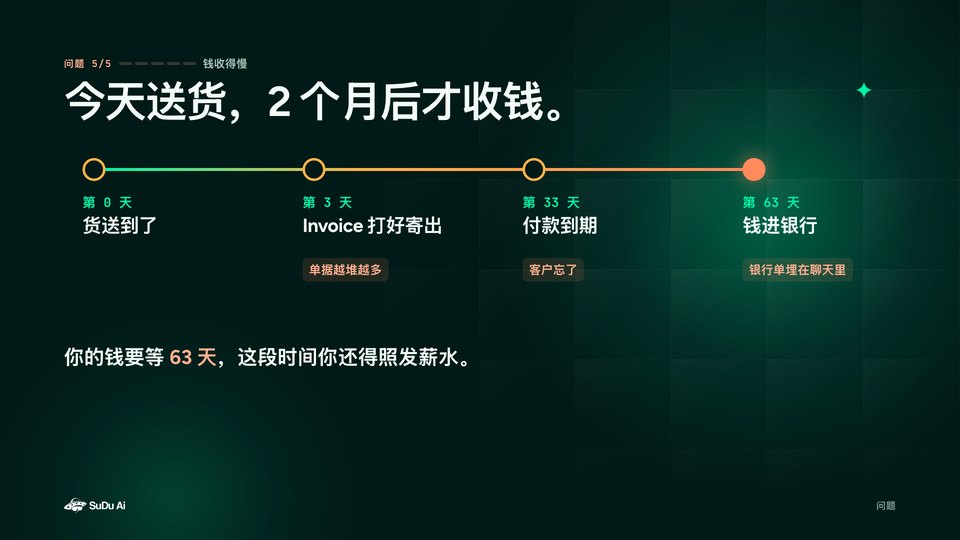 问题 5/5 钱收得慢
今天送货，2 个月后才收钱。
第 0 天
货送到了
第 3 天
Invoice 打好寄出
单据越堆越多
第 33 天
付款到期
客户忘了
第 63 天
钱进银行
银行单埋在聊天里
你的钱要等 63 天，这段时间你还得照发薪水。
SuDu Ai
问题